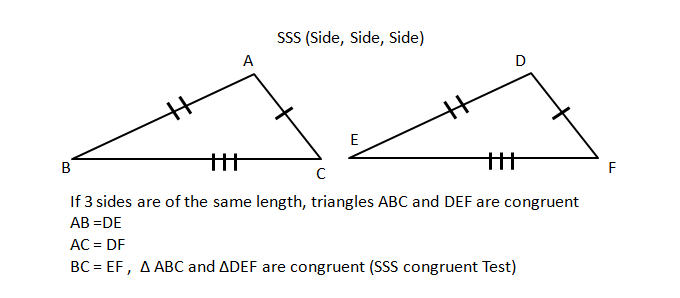 SSS (Side, Side, Side)
A
D
E
B
C
F
If 3 sides are of the same length, triangles ABC and DEF are congruent
AB =DE
AC = DF
BC = EF , Δ ABC and ΔDEF are congruent (SSS congruent Test)